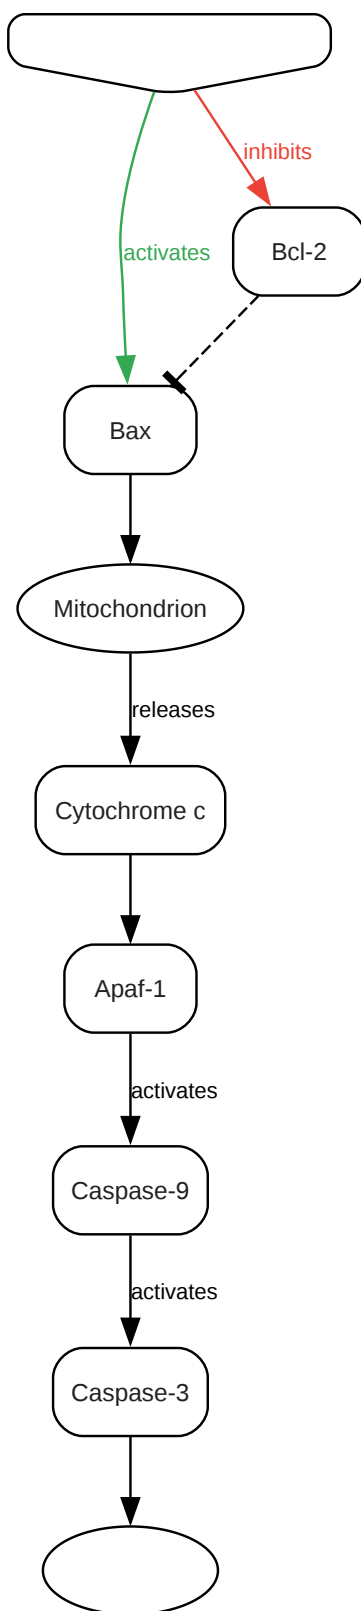 inhibits
activates
Bcl-2
Bax
Mitochondrion
releases
Cytochrome c
Apaf-1
activates
Caspase-9
activates
Caspase-3